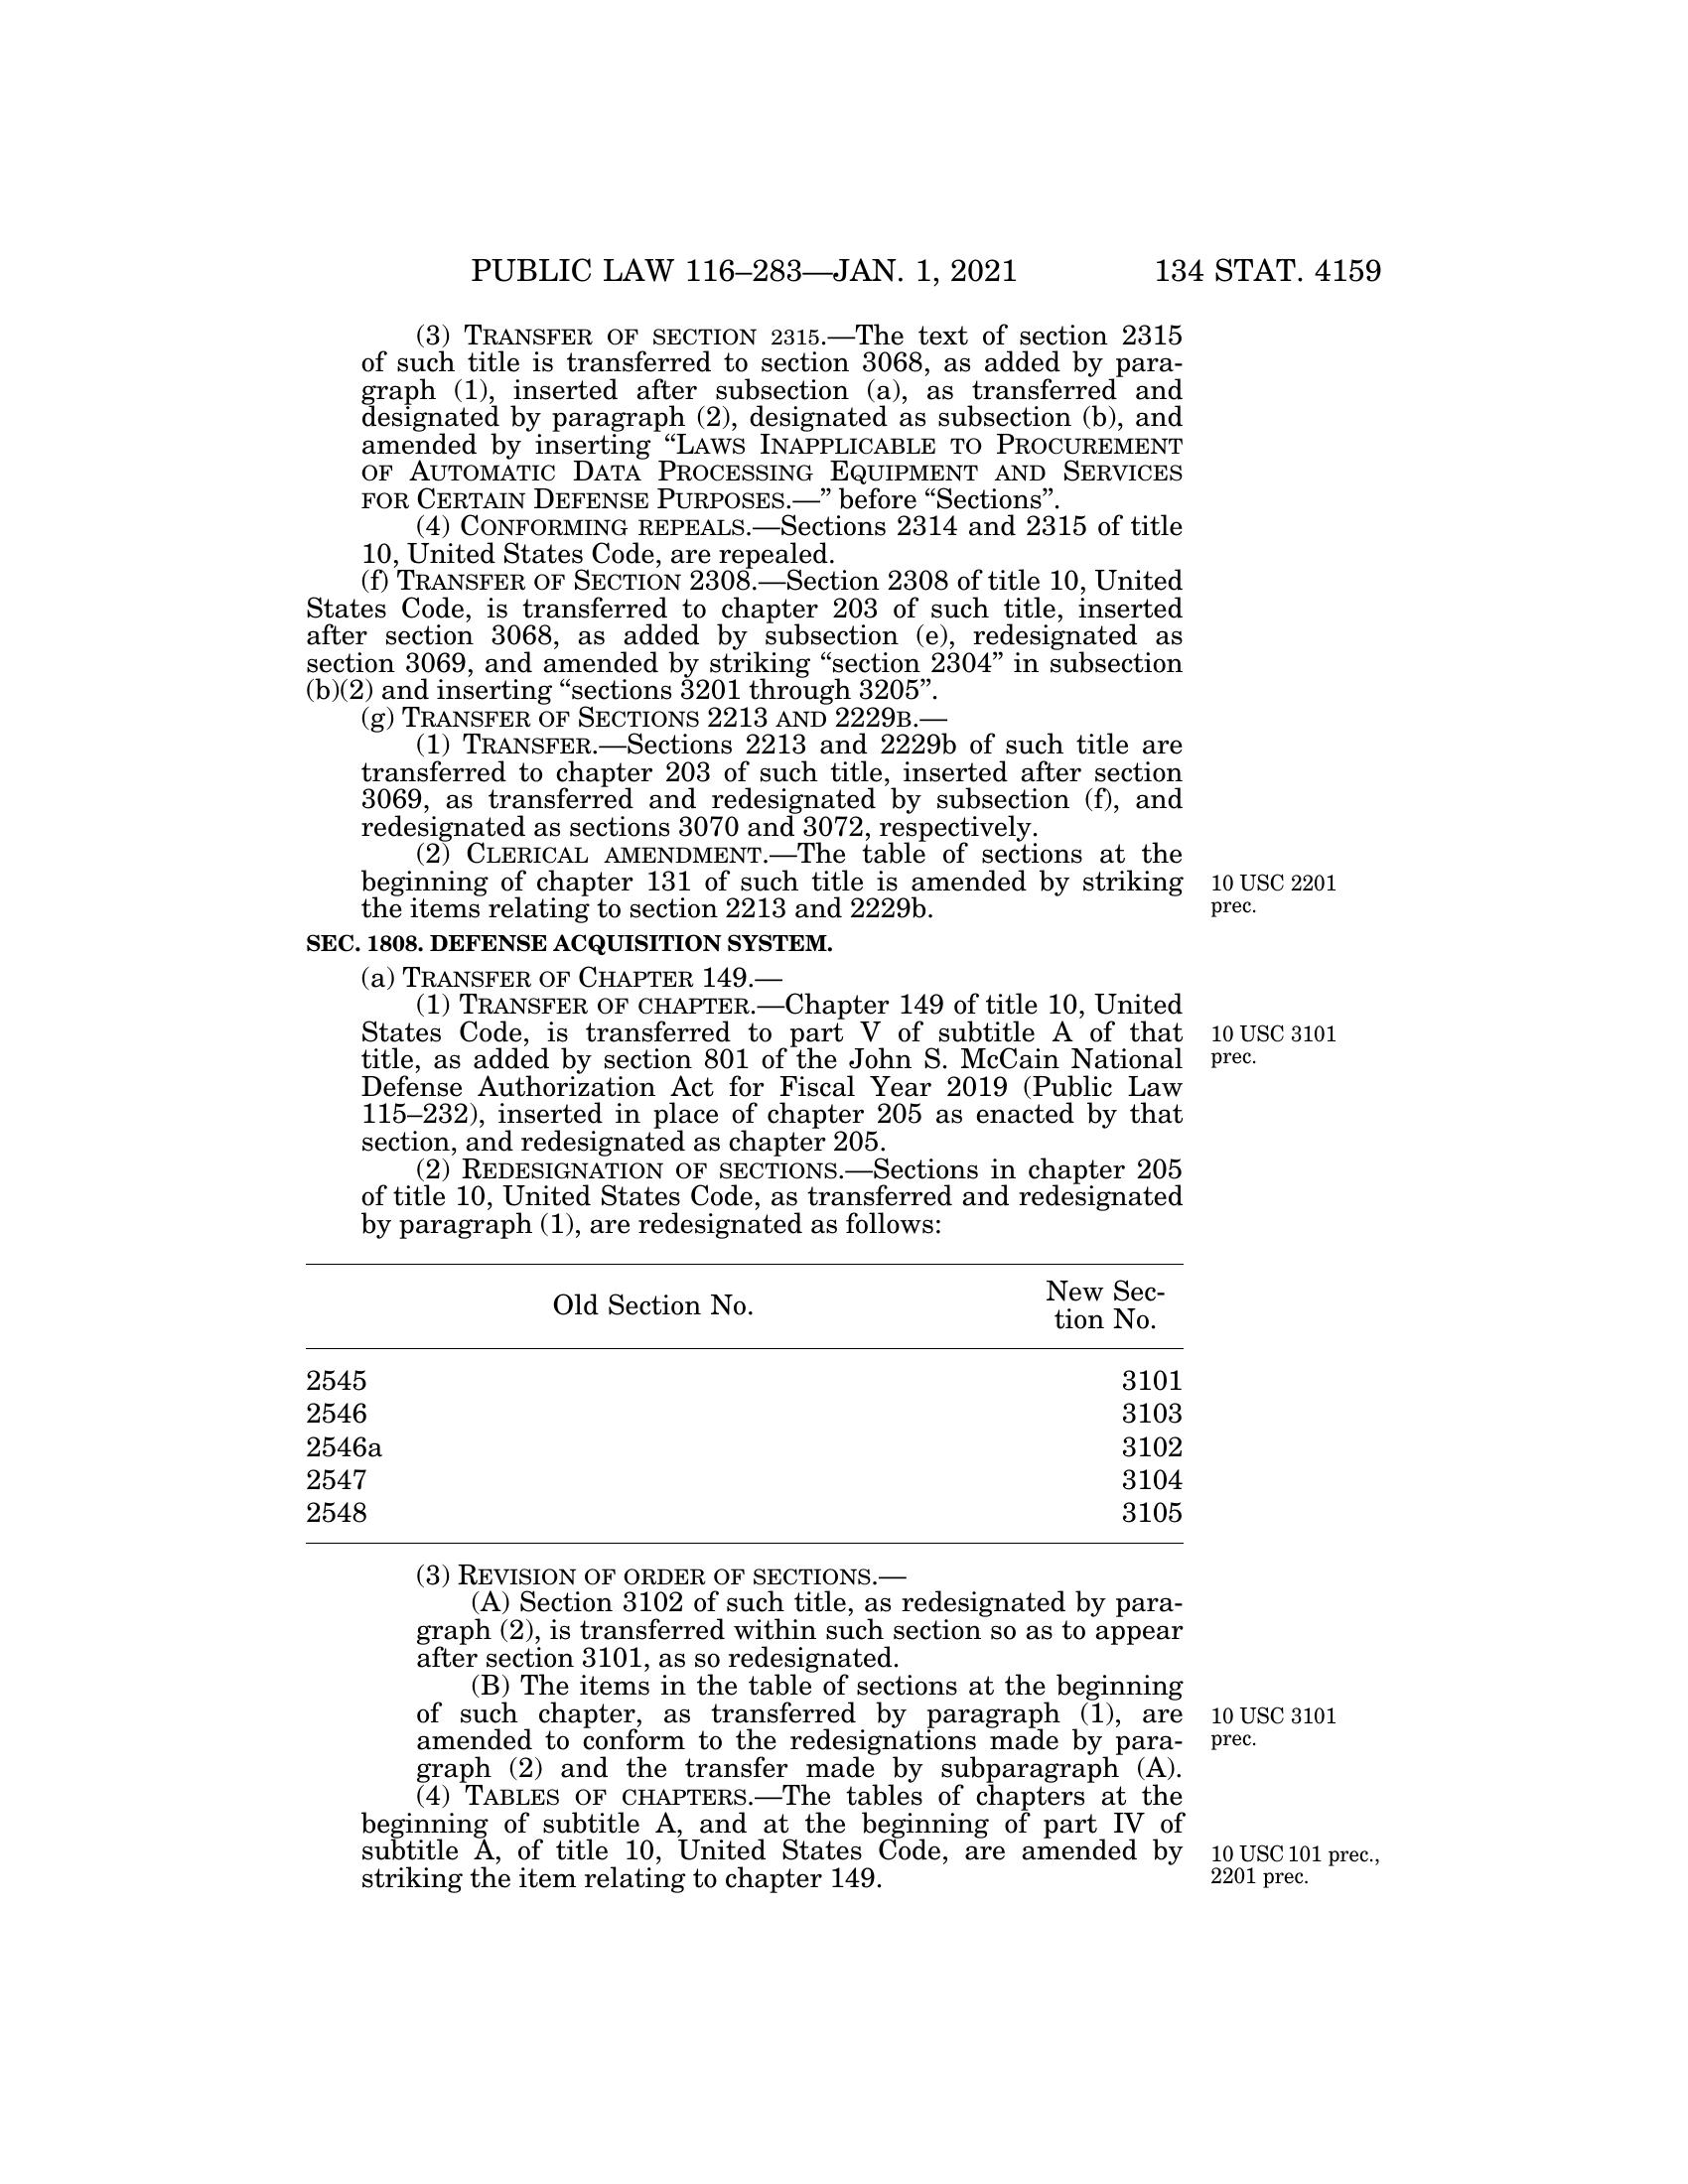 PUBLIC LAW 116–283—JAN. 1, 2021 134 STAT. 4159
(3) TRANSFER OF SECTION 2315.—The text of section 2315
of such title is transferred to section 3068, as added by para-
graph (1), inserted after subsection (a), as transferred and
designated by paragraph (2), designated as subsection (b), and
amended by inserting “LAWS INAPPLICABLE TO PROCUREMENT
OF AUTOMATIC DATA PROCESSING EQUIPMENT AND SERVICES
FOR CERTAIN DEFENSE PURPOSES.—” before “Sections”.
(4) CONFORMING REPEALS.—Sections 2314 and 2315 of title
10, United States Code, are repealed.
(f) TRANSFER OF SECTION 2308.—Section 2308 of title 10, United
States Code, is transferred to chapter 203 of such title, inserted
after section 3068, as added by subsection (e), redesignated as
section 3069, and amended by striking “section 2304” in subsection
(b)(2) and inserting “sections 3201 through 3205”.
(g) TRANSFER OF SECTIONS 2213 AND 2229B.—
(1) TRANSFER.—Sections 2213 and 2229b of such title are
transferred to chapter 203 of such title, inserted after section
3069, as transferred and redesignated by subsection (f), and
redesignated as sections 3070 and 3072, respectively.
(2) CLERICAL AMENDMENT.—The table of sections at the
beginning of chapter 131 of such title is amended by striking
the items relating to section 2213 and 2229b.
10 USC 2201
prec.
SEC. 1808. DEFENSE ACQUISITION SYSTEM.
(a) TRANSFER OF CHAPTER 149.—
(1) TRANSFER OF CHAPTER.—Chapter 149 of title 10, United
States Code, is transferred to part V of subtitle A of that
title, as added by section 801 of the John S. McCain National
Defense Authorization Act for Fiscal Year 2019 (Public Law
115–232), inserted in place of chapter 205 as enacted by that
section, and redesignated as chapter 205.
10 USC 3101
prec.
(2) REDESIGNATION OF SECTIONS.—Sections in chapter 205
of title 10, United States Code, as transferred and redesignated
by paragraph (1), are redesignated as follows:
Old Section No. New Sec-
tion No.
2545 3101
2546 3103
2546a 3102
2547 3104
2548 3105
(3) REVISION OF ORDER OF SECTIONS.—
(A) Section 3102 of such title, as redesignated by para-
graph (2), is transferred within such section so as to appear
after section 3101, as so redesignated.
(B) The items in the table of sections at the beginning
of such chapter, as transferred by paragraph (1), are
amended to conform to the redesignations made by para-
graph (2) and the transfer made by subparagraph (A).
10 USC 3101
prec.
(4) TABLES OF CHAPTERS.—The tables of chapters at the
beginning of subtitle A, and at the beginning of part IV of
subtitle A, of title 10, United States Code, are amended by
striking the item relating to chapter 149.
10 USC 101 prec.,
2201 prec.